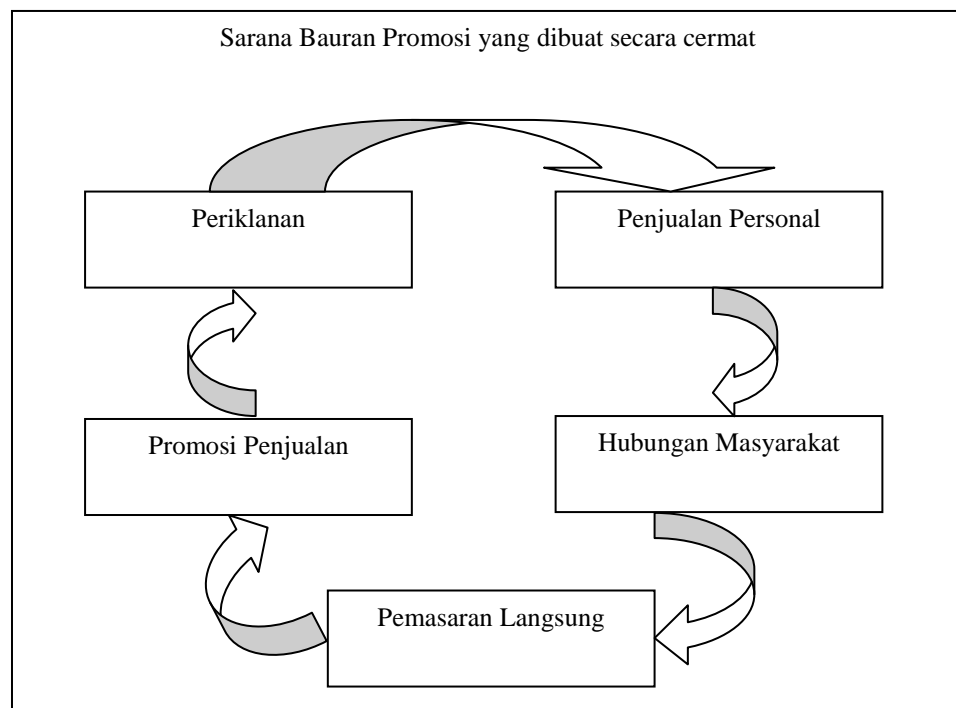 Sarana Bauran Promosi yang dibuat secara cermat
Periklanan
Penjualan Personal
Promosi Penjualan
Hubungan Masyarakat
Pemasaran Langsung